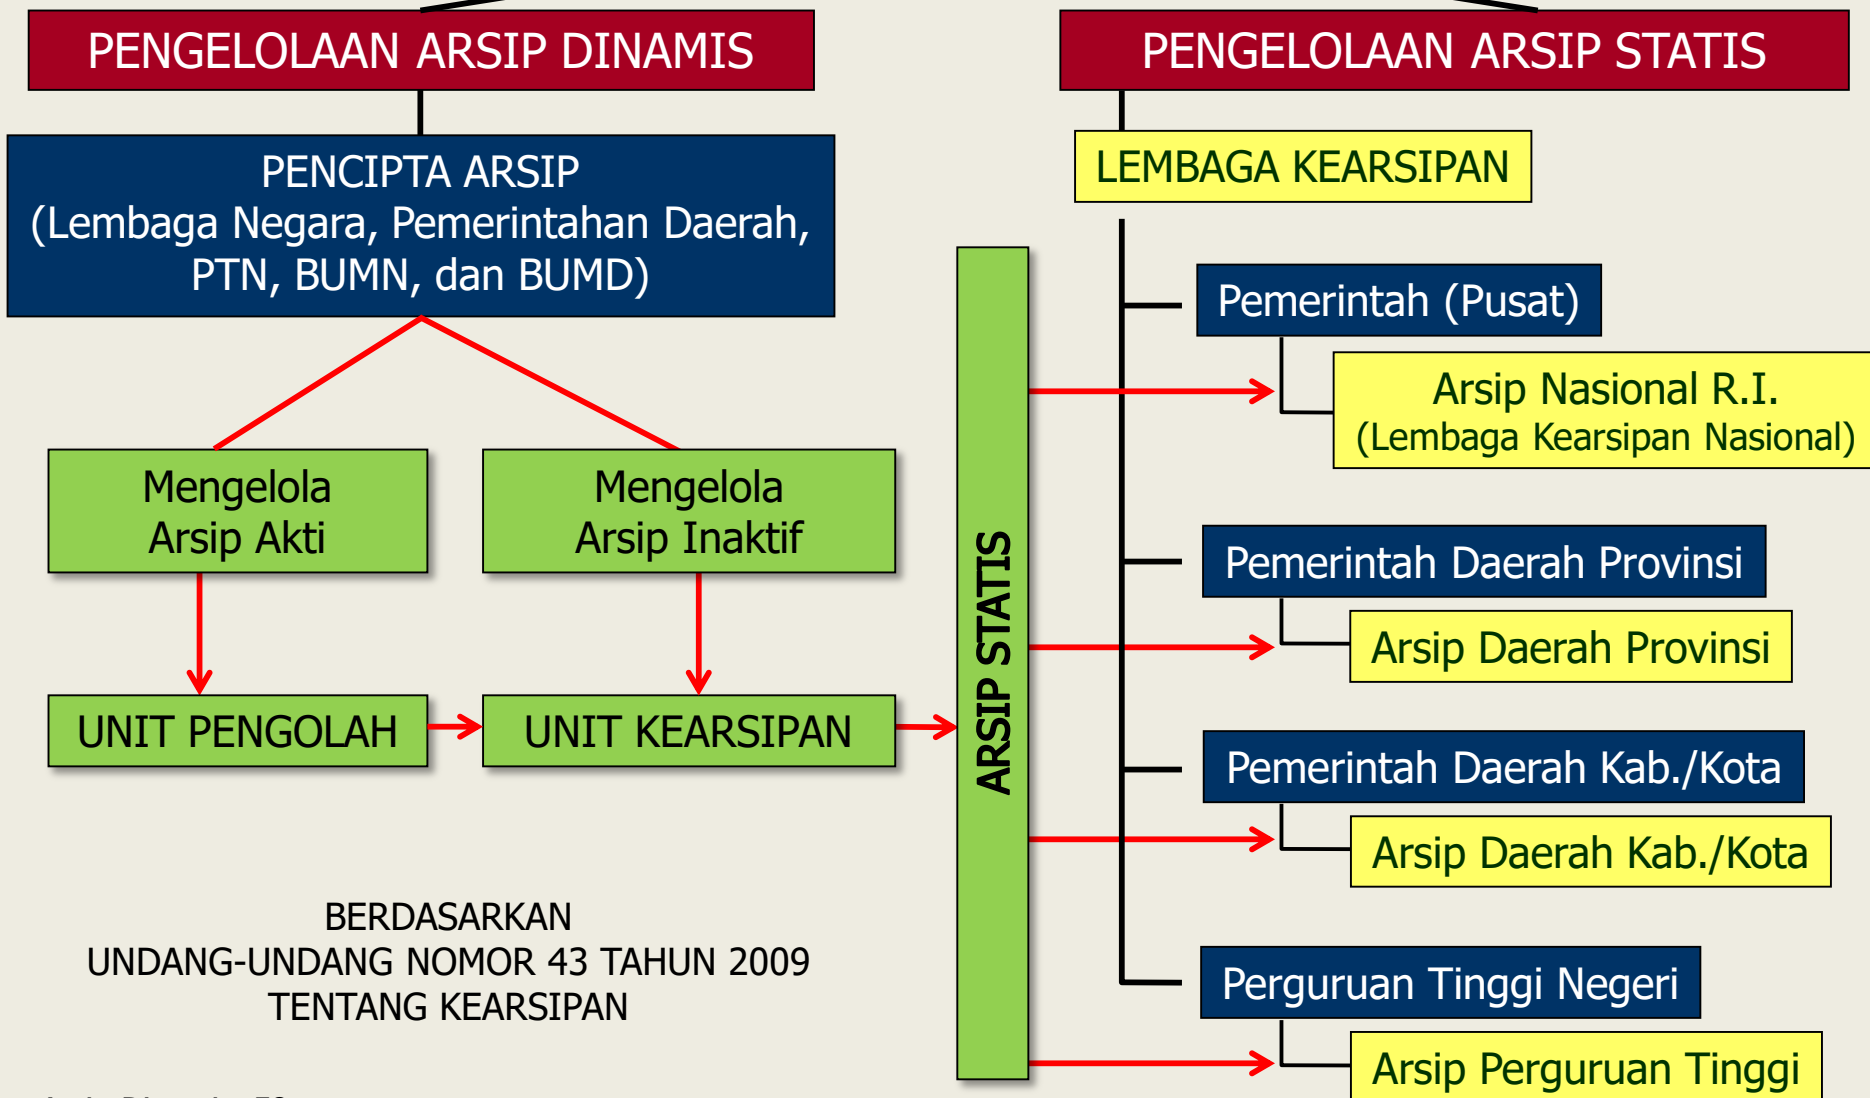 PENGELOLAAN ARSIP DINAMIS
PENCIPTA ARSIP
(Lembaga Negara, Pemerintahan Daerah,
PTN, BUMN, dan BUMD)
Mengelola
Arsip Akti
Mengelola
Arsip Inaktif
UNIT PENGOLAH
UNIT KEARSIPAN
BERDASARKAN
UNDANG-UNDANG NOMOR 43 TAHUN 2009
TENTANG KEARSIPAN
ARSIP STATIS
PENGELOLAAN ARSIP STATIS
LEMBAGA KEARSIPAN
Pemerintah (Pusat)
Arsip Nasional R.I.
(Lembaga Kearsipan Nasional)
Pemerintah Daerah Provinsi
Arsip Daerah Provinsi
Pemerintah Daerah Kab./Kota
Arsip Daerah Kab./Kota
Perguruan Tinggi Negeri
Arsip Perguruan Tinggi